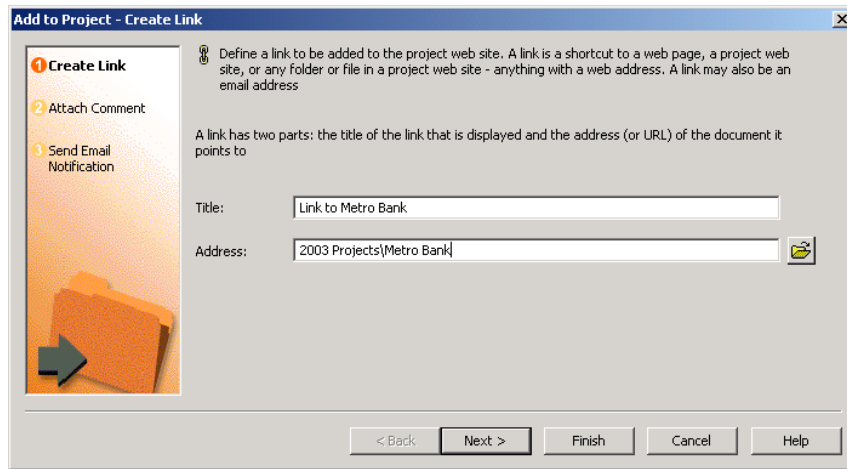 Add to Project - Create Link
1 Create Link
2 Attach Comment
3 Send Email
Notification
Define a link to be added to the project web site. A link is a shortcut to a web page, a project web
site, or any folder or file in a project web site - anything with a web address. A link may also be an
email address
A link has two parts: the title of the link that is displayed and the address (or URL) of the document it
points to
Title: Link to Metro Bank
Address: 2003 Projects\Metro Bank
< Back Next > Finish Cancel Help